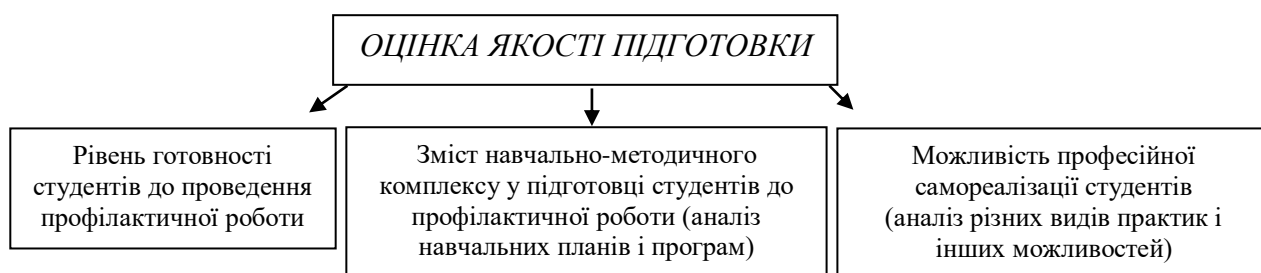 ОЦІНКА ЯКОСТІ ПІДГОТОВКИ
Рівень готовності
студентів до проведення
профілактичної роботи
Зміст навчально-методичного
комплексу у підготовці студентів до
профілактичної роботи (аналіз
навчальних планів і програм)
Можливість професійної
самореалізації студентів
(аналіз різних видів практик і
інших можливостей)